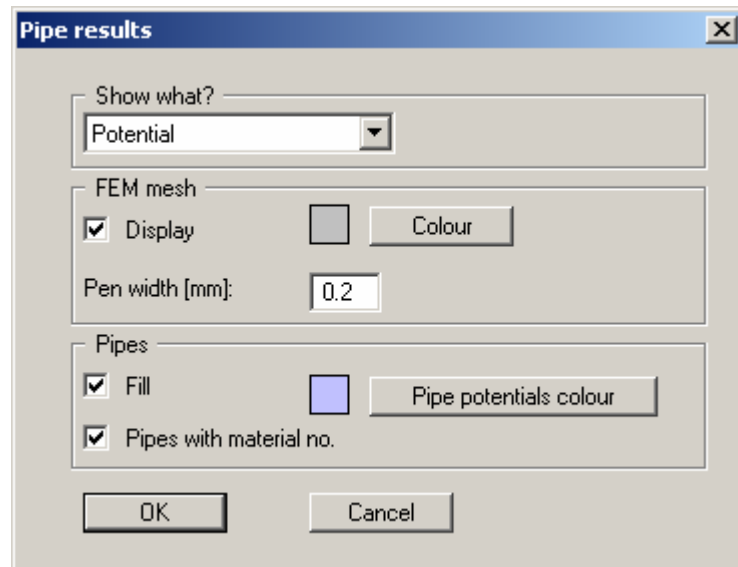 Pipe results
Show what?
Potential
FEM mesh
Display
Colour
Pen width [mm]:
0.2
Pipes
Fill
Pipe potentials colour
Pipes with material no.
OK
Cancel